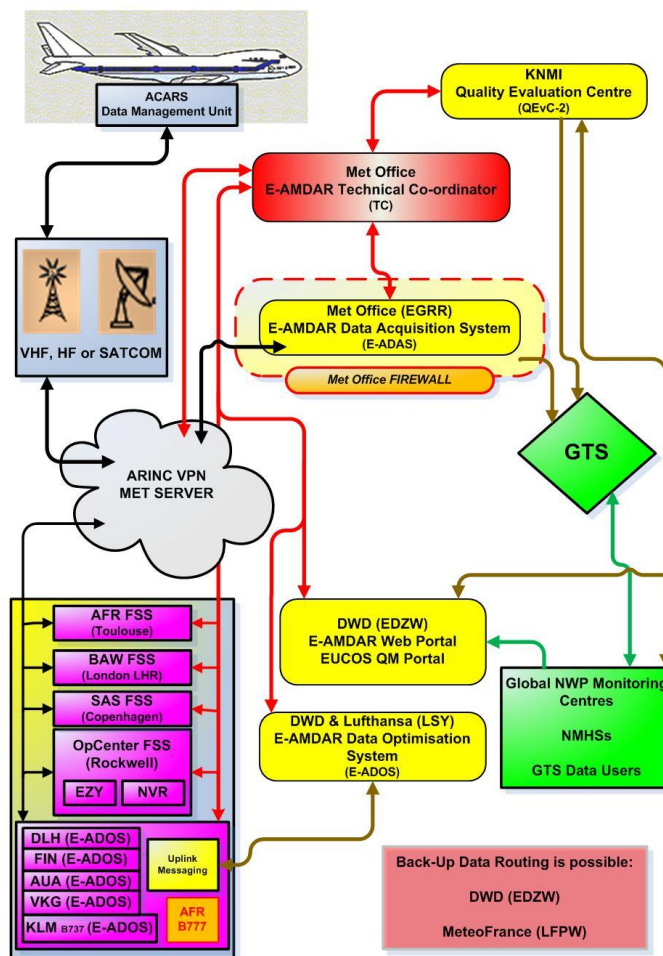 ACARS
Data Management Unit
KNMI
Quality Evaluation Centre
(QEvC-2)
Met Office
E-AMDAR Technical Co-ordinator
(TC)
VHF, HF or SATCOM
Met Office (EGRR)
E-AMDAR Data Acquisition System
(E-ADAS)
Met Office FIREWALL
GTS
ARINC VPN
MET SERVER
AFR FSS
(Toulouse)
BAW FSS
(London LHR)
SAS FSS
(Copenhagen)
OpCenter FSS
(Rockwell)
EZY
NVR
DWD (EDZW)
E-AMDAR Web Portal
EUCOS QM Portal
Global NWP Monitoring
Centres
NMHSs
GTS Data Users
DWD & Lufthansa (LSY)
E-AMDAR Data Optimisation
System
(E-ADOS)
DLH (E-ADOS)
FIN (E-ADOS)
AUA (E-ADOS)
VKG (E-ADOS)
KLM B737 (E-ADOS)
Uplink
Messaging
AFR
B777
Back-Up Data Routing is possible:
DWD (EDZW)
MeteoFrance (LFPW)